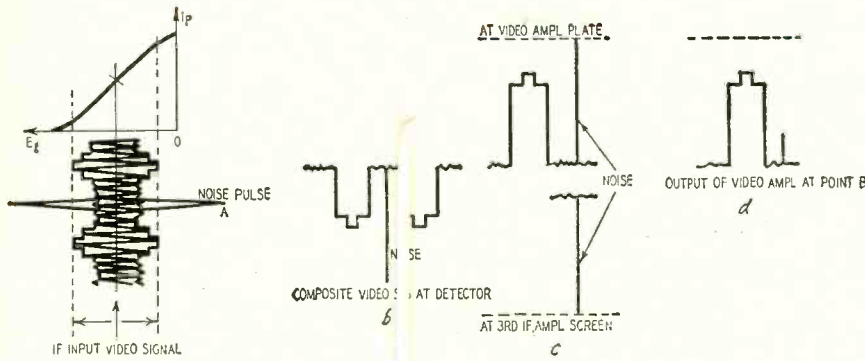 Ip
Eg
0
NOISE PULSE
A
A
IF INPUT VIDEO SIGNAL
NOISE
COMPOSITE VIDEO AT DETECTOR
b
AT VIDEO AMPL PLATE
NOISE
AT 3RD IF AMPL SCREEN
c
OUTPUT OF VIDEO AMPL AT POINT B
d